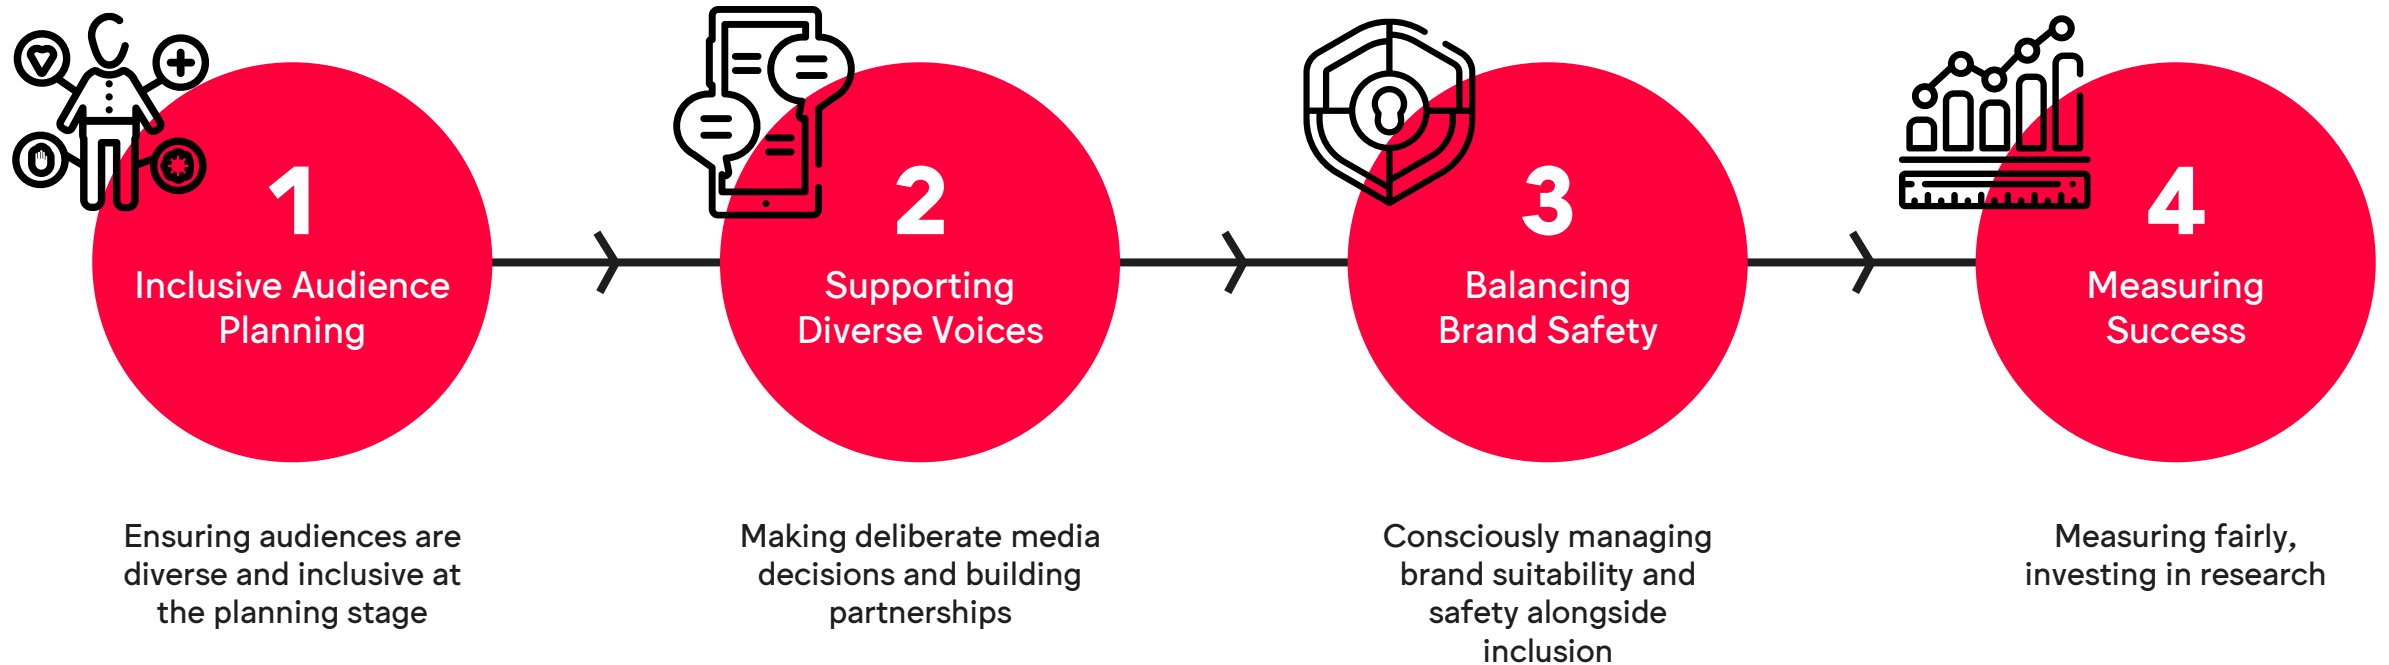 1
Inclusive Audience
Planning
Ensuring audiences are
diverse and inclusive at
the planning stage
2
Supporting
Diverse Voices
Making deliberate media
decisions and building
partnerships
3
Balancing
Brand Safety
Consciously managing
brand suitability and
safety alongside
inclusion
4
Measuring
Success
Measuring fairly,
investing in research